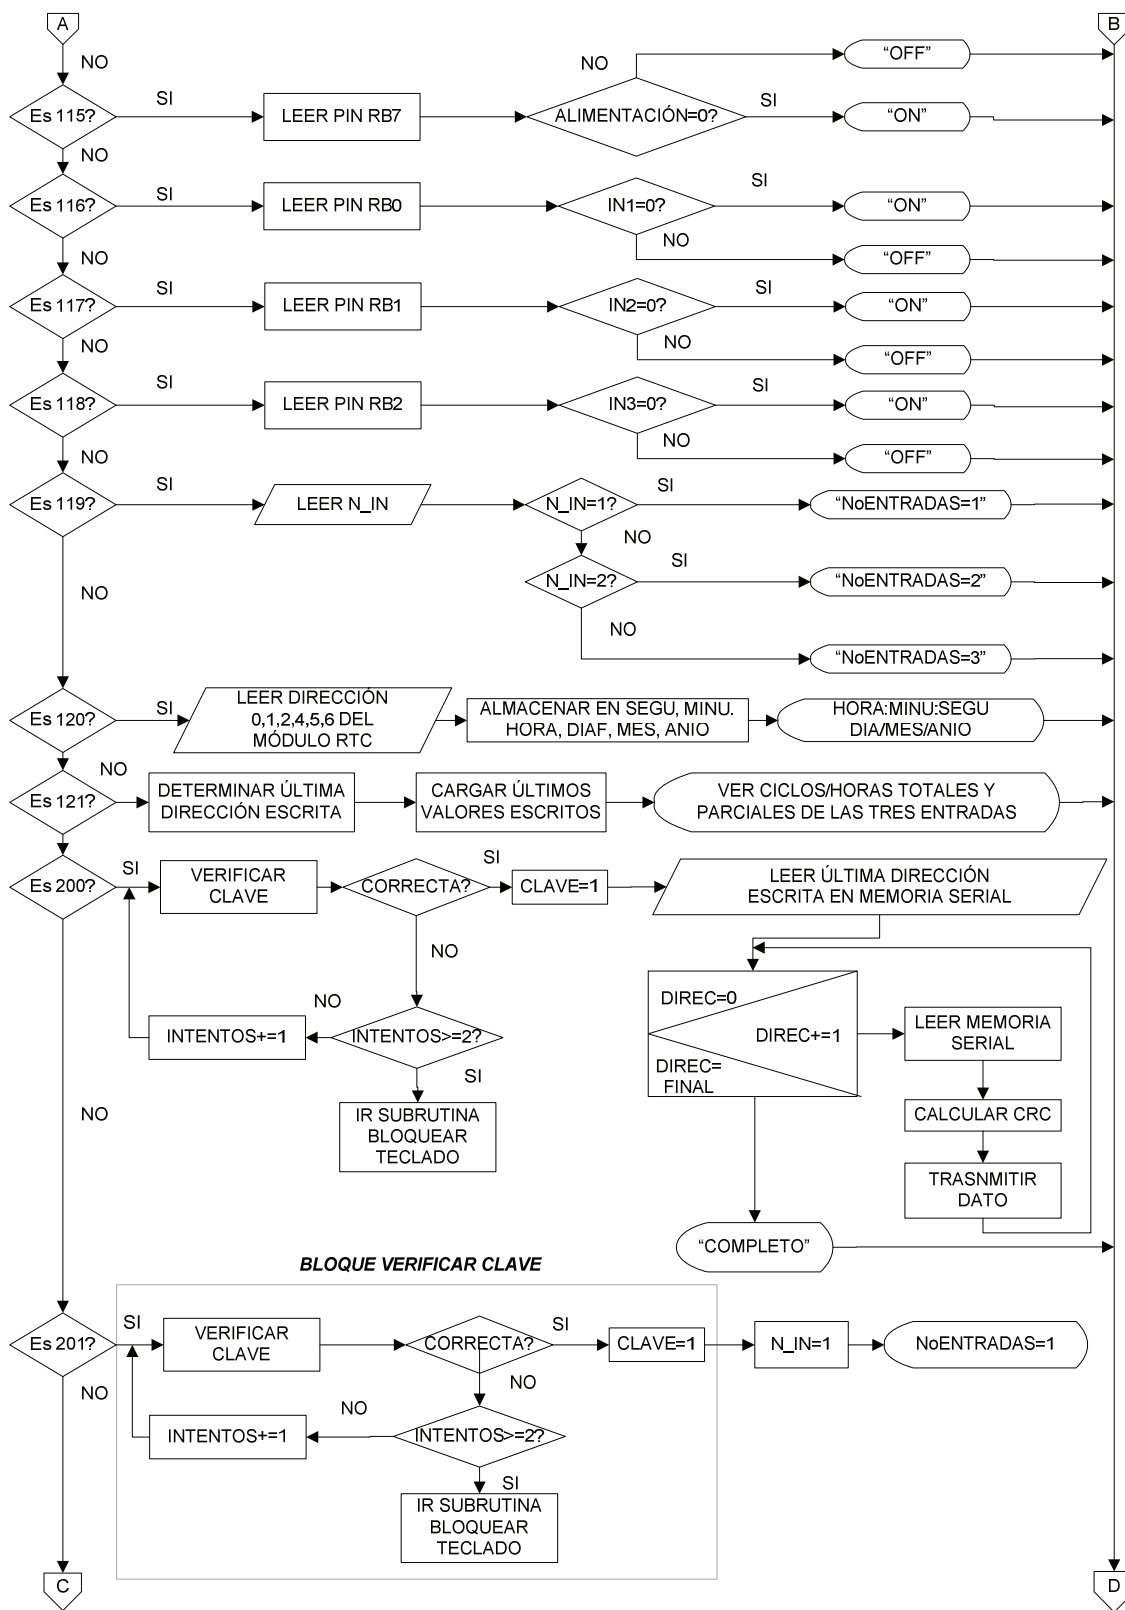 A
B
NO
Es 115?
SI
LEER PIN RB7
ALIMENTACIÓN=0?
NO
“OFF”
SI
“ON”
NO
Es 116?
SI
LEER PIN RB0
IN1=0?
SI
“ON”
NO
“OFF”
NO
Es 117?
SI
LEER PIN RB1
IN2=0?
SI
“ON”
NO
“OFF”
NO
Es 118?
SI
LEER PIN RB2
IN3=0?
SI
“ON”
NO
“OFF”
NO
Es 119?
SI
LEER N_IN
N_IN=1?
SI
“NoENTRADAS=1”
NO
N_IN=2?
SI
“NoENTRADAS=2”
NO
“NoENTRADAS=3”
NO
Es 120?
SI
LEER DIRECCIÓN
0,1,2,4,5,6 DEL
MÓDULO RTC
ALMACENAR EN SEGU, MINU.
HORA, DIAF, MES, ANIO
HORA:MINU:SEGU
DIA/MES/ANIO
Es 121?
NO
DETERMINAR ÚLTIMA
DIRECCIÓN ESCRITA
CARGAR ÚLTIMOS
VALORES ESCRITOS
VER CICLOS/HORAS TOTALES Y
PARCIALES DE LAS TRES ENTRADAS
Es 200?
SI
VERIFICAR
CLAVE
CORRECTA?
SI
CLAVE=1
LEER ÚLTIMA DIRECCIÓN
ESCRITA EN MEMORIA SERIAL
NO
INTENTOS>=2?
NO
INTENTOS+=1
SI
IR SUBRUTINA
BLOQUEAR
TECLADO
DIREC=0
DIREC+=1
DIREC=
FINAL
LEER MEMORIA
SERIAL
CALCULAR CRC
TRASNMITIR
DATO
“COMPLETO”
NO
BLOQUE VERIFICAR CLAVE
Es 201?
SI
VERIFICAR
CLAVE
CORRECTA?
SI
CLAVE=1
N_IN=1
NoENTRADAS=1
NO
INTENTOS>=2?
NO
INTENTOS+=1
SI
IR SUBRUTINA
BLOQUEAR
TECLADO
NO
C
D